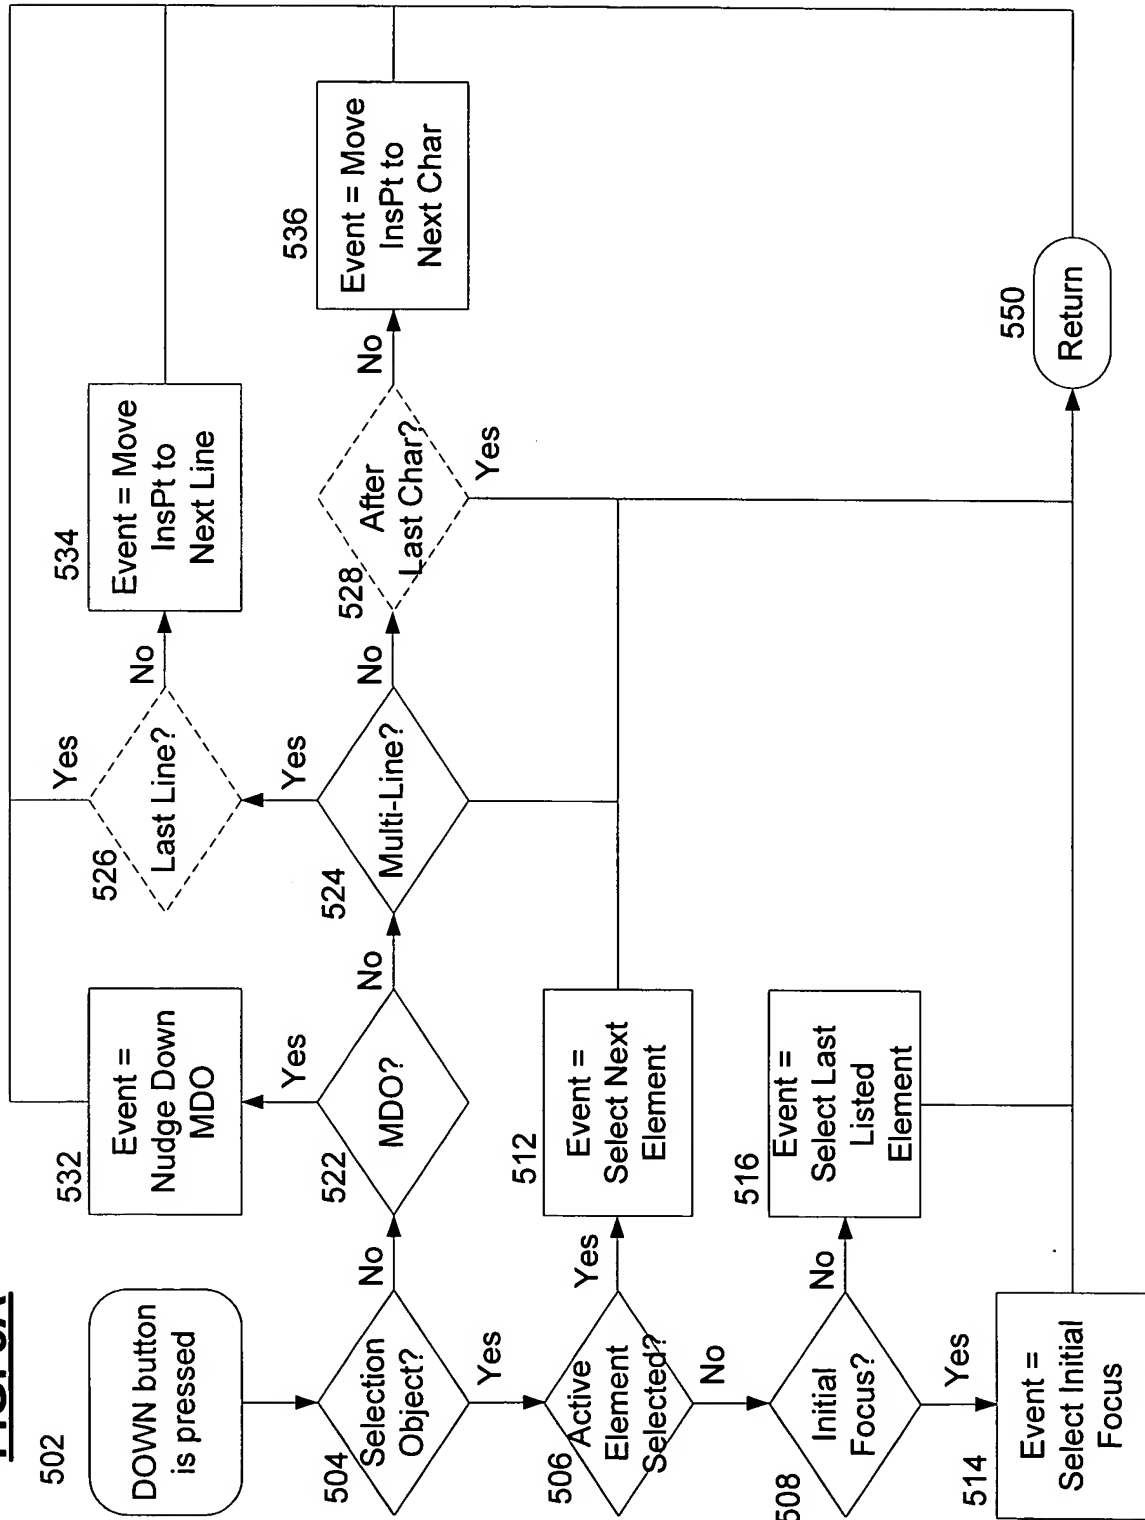 502
DOWN button
is pressed
504
Selection
Object?
No
Yes
522
MDO?
Yes
No
532
Event =
Nudge Down
MDO
524
Multi-Line?
Yes
No
526
Last Line?
Yes
No
534
Event = Move
InsPt to
Next Line
528
After
Last Char?
No
Yes
536
Event = Move
InsPt to
Next Char
506
Active
Element
Selected?
Yes
No
512
Event =
Select Next
Element
508
Initial
Focus?
No
Yes
516
Event =
Select Last
Listed
Element
514
Event =
Select Initial
Focus
550
Return